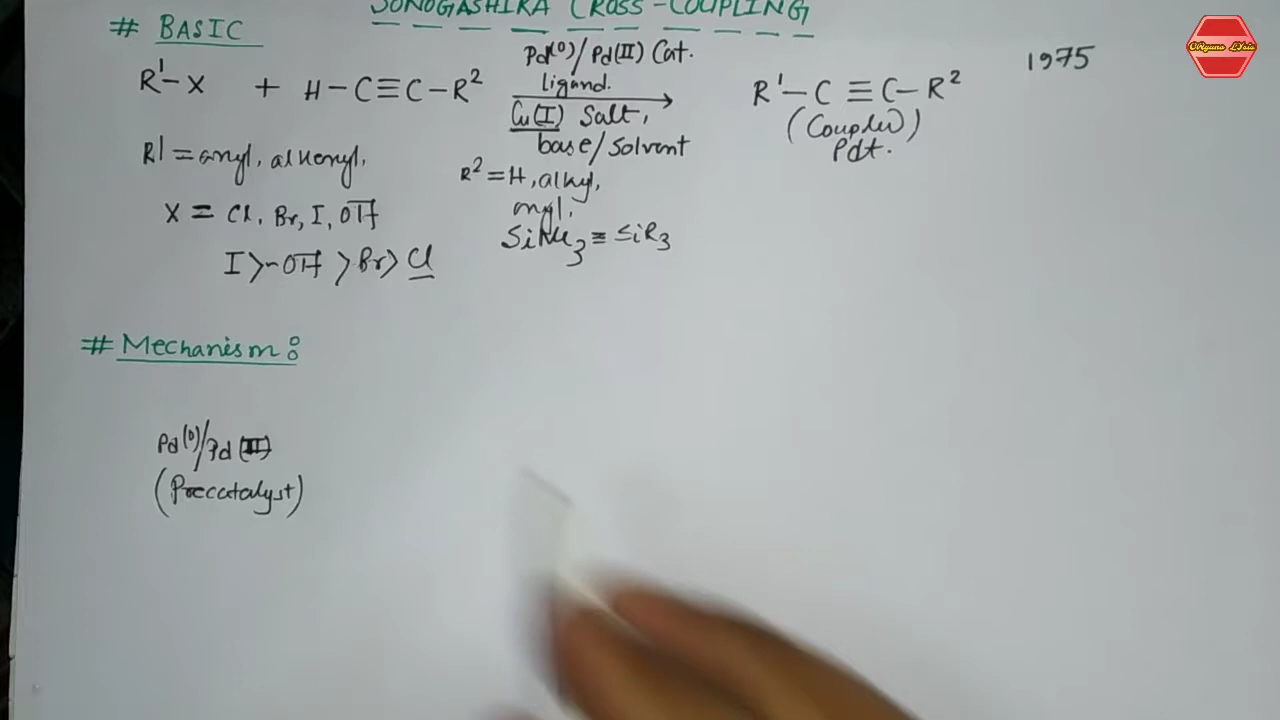 SONOGASHIRA CROSS-COUPLING
# BASIC
R¹-X + H-C≡C-R² Pd(0)/Pd(II) Cat. ligand. Cu(I) Salt, base/Solvent → R¹-C≡C-R² (Coupled) Pdt.
1975
R¹ = aryl, alkenyl,
X = Cl, Br, I, OTf
I >-OTf > Br > Cl
R² = H, alkyl,
aryl,
SiMe₃ ≡ SiR₃
# Mechanism:
Pd(0)/Pd(II)
(Precatalyst)